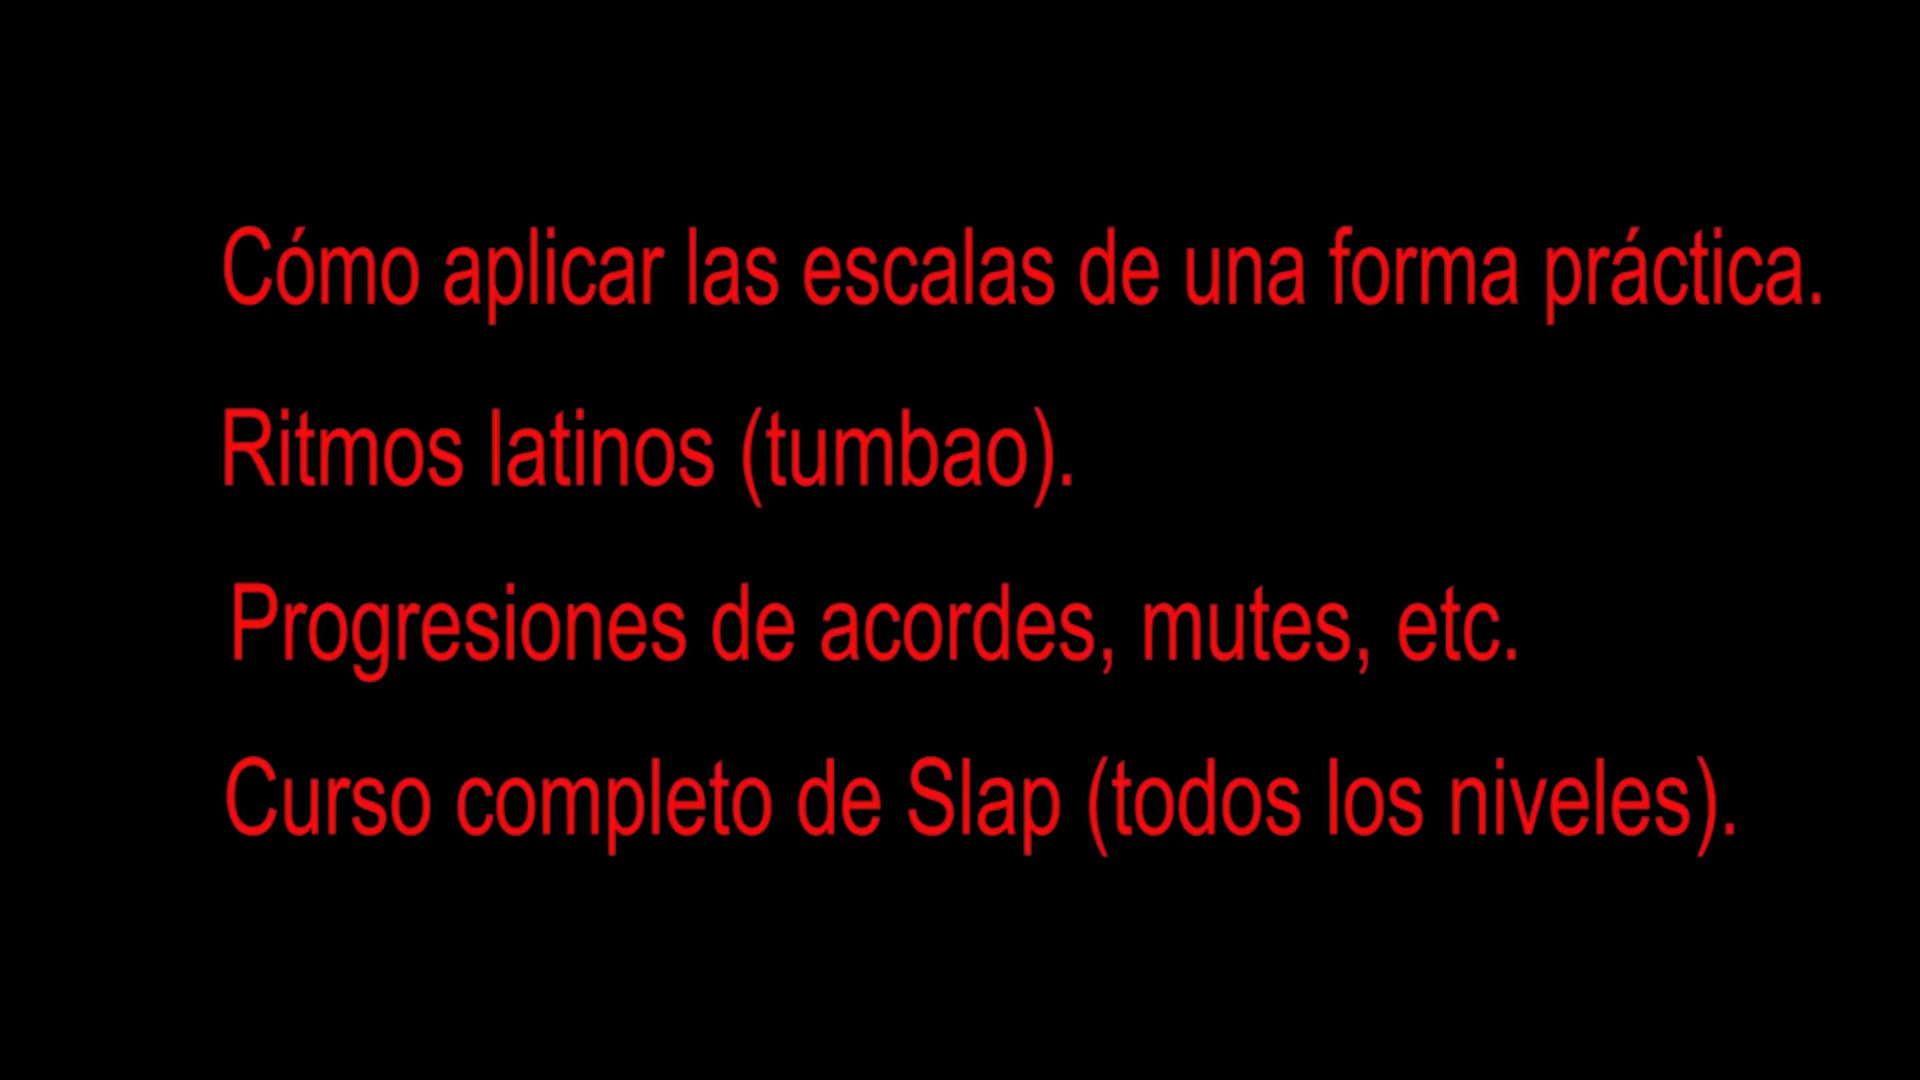 Cómo aplicar las escalas de una forma práctica.
Ritmos latinos (tumbao).
Progresiones de acordes, mutes, etc.
Curso completo de Slap (todos los niveles).